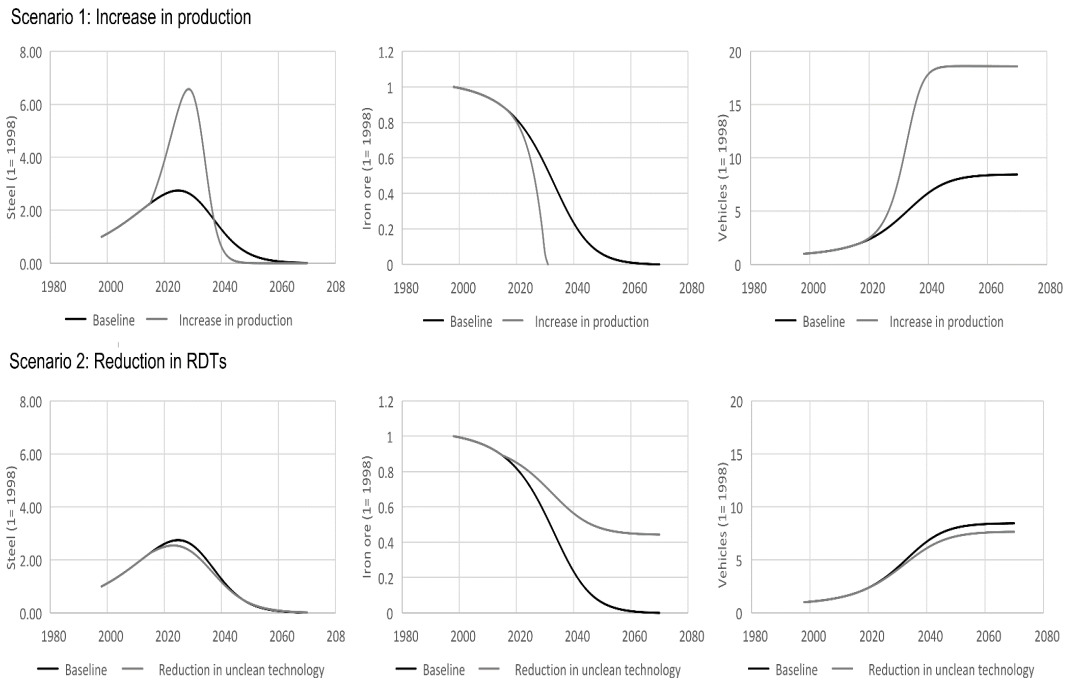 Scenario 1: Increase in production
8.00
6.00
4.00
2.00
0.00
Steel (1= 1998)
1980 2000 2020 2040 2060 208
Baseline Increase in production
1.2
1
0.8
0.6
0.4
0.2
0
Iron ore (1= 1998)
1980 2000 2020 2040 2060 2080
Baseline Increase in production
20
15
10
5
0
Vehicles (1= 1998)
1980 2000 2020 2040 2060 2080
Baseline Increase in production
Scenario 2: Reduction in RDTs
8.00
6.00
4.00
2.00
0.00
Steel (1= 1998)
1980 2000 2020 2040 2060 208
Baseline Reduction in unclean technology
1.2
1
0.8
0.6
0.4
0.2
0
Iron ore (1= 1998)
1980 2000 2020 2040 2060 2080
Baseline Reduction in unclean technology
20
15
10
5
0
Vehicles (1= 1998)
1980 2000 2020 2040 2060 2080
Baseline Reduction in unclean technology